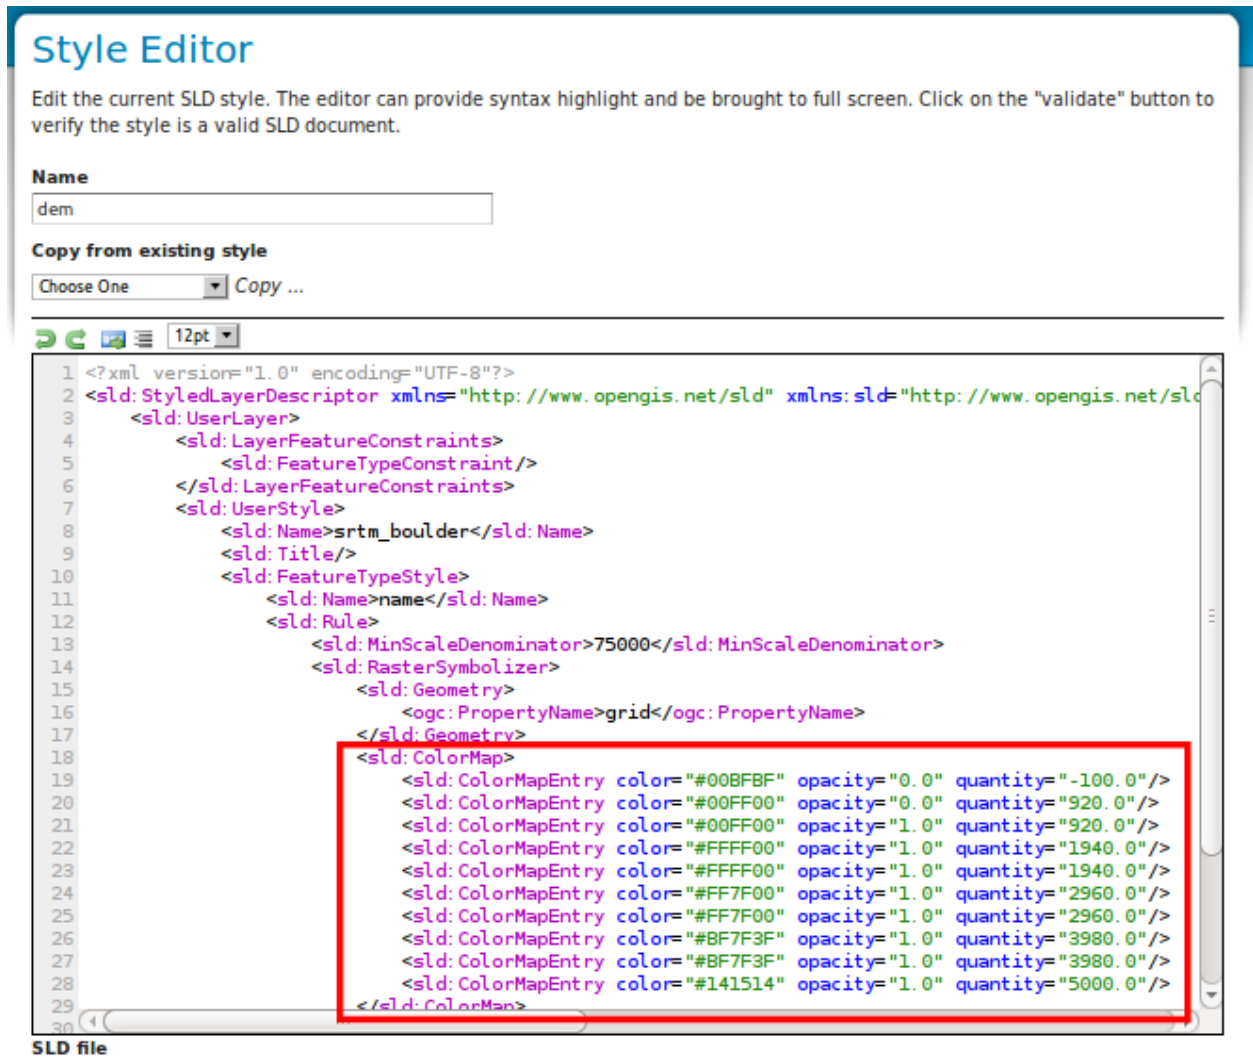 Style Editor
Edit the current SLD style. The editor can provide syntax highlight and be brought to full screen. Click on the "validate" button to
verify the style is a valid SLD document.
Name
dem
Copy from existing style
Choose One Copy ...
12pt
1 <?xml version="1.0" encoding="UTF-8"?>
2 <sld:StyledLayerDescriptor xmlns="http://www.opengis.net/sld" xmlns:sld="http://www.opengis.net/sld
3 <sld:UserLayer>
4 <sld:LayerFeatureConstraints>
5 <sld:FeatureTypeConstraint/>
6 </sld:LayerFeatureConstraints>
7 <sld:UserStyle>
8 <sld:Name>srtm_boulder</sld:Name>
9 <sld:Title/>
10 <sld:FeatureTypeStyle>
11 <sld:Name>name</sld:Name>
12 <sld:Rule>
13 <sld:MinScaleDenominator>75000</sld:MinScaleDenominator>
14 <sld:RasterSymbolizer>
15 <sld:Geometry>
16 <ogc:PropertyName>grid</ogc:PropertyName>
17 </sld:Geometry>
18 <sld:ColorMap>
19 <sld:ColorMapEntry color="#00BFBF" opacity="0.0" quantity="-100.0"/>
20 <sld:ColorMapEntry color="#00FF00" opacity="0.0" quantity="920.0"/>
21 <sld:ColorMapEntry color="#00FF00" opacity="1.0" quantity="920.0"/>
22 <sld:ColorMapEntry color="#FFFF00" opacity="1.0" quantity="1940.0"/>
23 <sld:ColorMapEntry color="#FFFF00" opacity="1.0" quantity="1940.0"/>
24 <sld:ColorMapEntry color="#FF7F00" opacity="1.0" quantity="2960.0"/>
25 <sld:ColorMapEntry color="#FF7F00" opacity="1.0" quantity="2960.0"/>
26 <sld:ColorMapEntry color="#BF7F3F" opacity="1.0" quantity="3980.0"/>
27 <sld:ColorMapEntry color="#BF7F3F" opacity="1.0" quantity="3980.0"/>
28 <sld:ColorMapEntry color="#141514" opacity="1.0" quantity="5000.0"/>
29 </sld:ColorMap>
30
SLD file